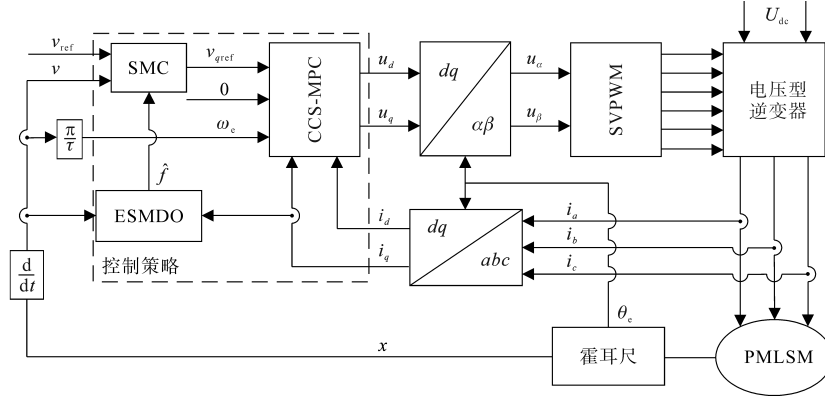 v_ref
v
SMC
v_qref
0
π/τ
ω_e
CCS-MPC
u_d
u_q
dq
αβ
u_α
u_β
SVPWM
U_dc
电压型
逆变器
f̂
ESMDO
控制策略
d/dt
i_d
i_q
dq
abc
i_a
i_b
i_c
θ_e
x
霍耳尺
PMLSM